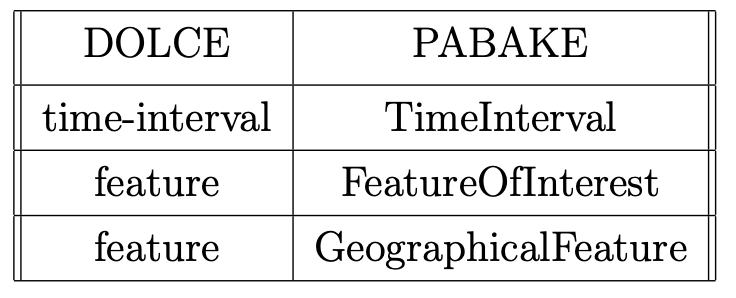 DOLCE PABAKE
time-interval TimeInterval
feature FeatureOfInterest
feature GeographicalFeature